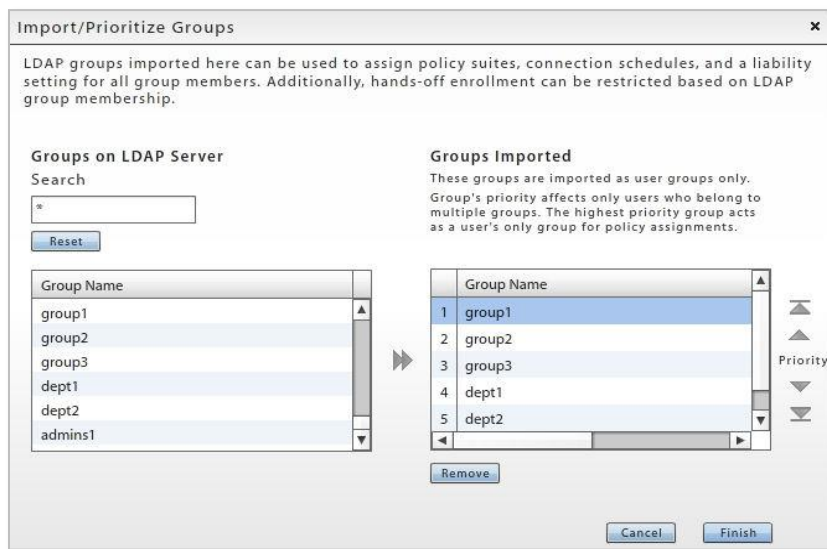 Import/Prioritize Groups
×
LDAP groups imported here can be used to assign policy suites, connection schedules, and a liability
setting for all group members. Additionally, hands-off enrollment can be restricted based on LDAP
group membership.
Groups on LDAP Server
Search
*
Reset
Group Name
group1
group2
group3
dept1
dept2
admins1
Groups Imported
These groups are imported as user groups only.
Group's priority affects only users who belong to
multiple groups. The highest priority group acts
as a user's only group for policy assignments.
Group Name
1 group1
2 group2
3 group3
4 dept1
5 dept2
Priority
Remove
Cancel
Finish